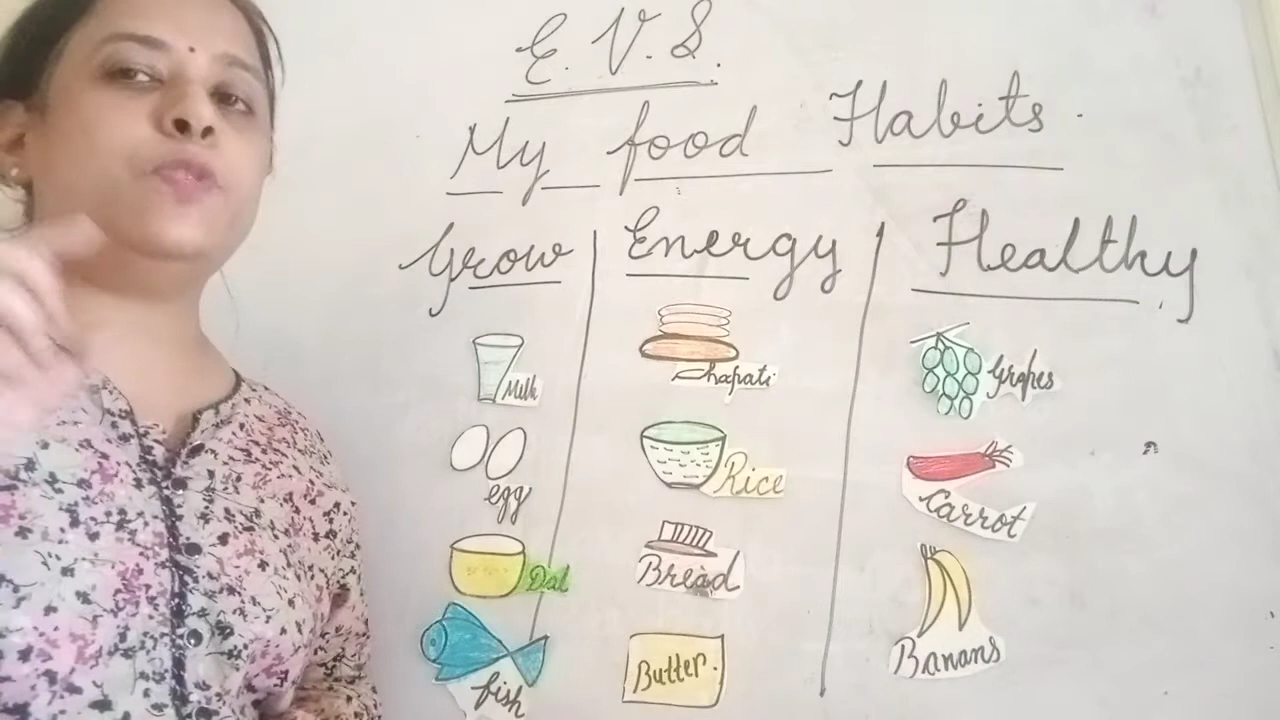 E. V. S.
My food Habits.
Grow Energy Healthy
Milk
egg
Dal
fish
Chapati
Rice
Bread
Butter.
Grapes
Carrot
Banans